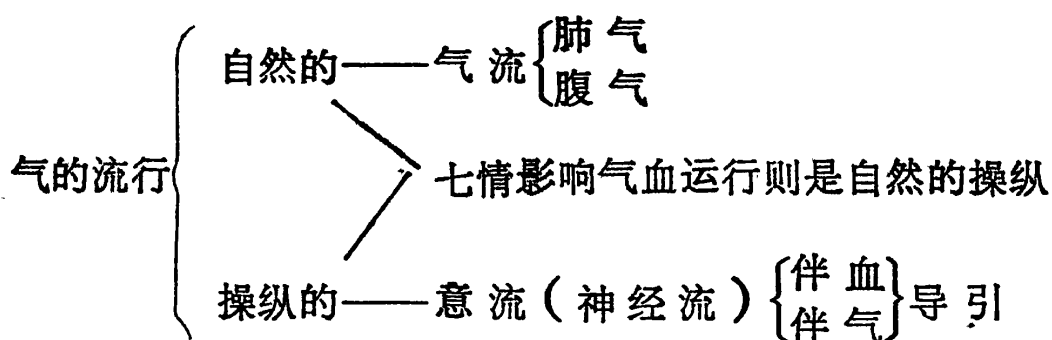 自然的——气流{肺气
腹气
气的流行{
七情影响气血运行则是自然的操纵
操纵的——意流(神经流){伴血}导引
伴气